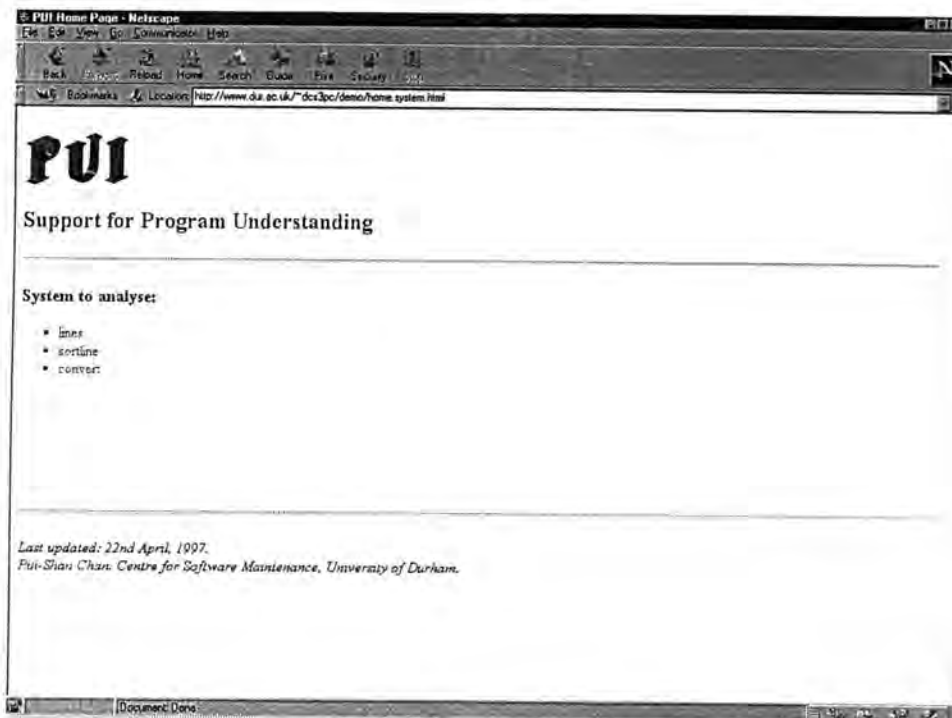 PUI Home Page - Netscape
File Edit View Go Communicator Help
Back Reload Home Search Guide Print Security
Bookmarks Location: http://www.dur.ac.uk/~dcs3pc/demo/home.system.html
PUI
Support for Program Understanding
System to analyse:
lines
sortline
convert
Last updated: 22nd April, 1997.
Pui-Shan Chan. Centre for Software Maintenance, University of Durham.
Document: Done